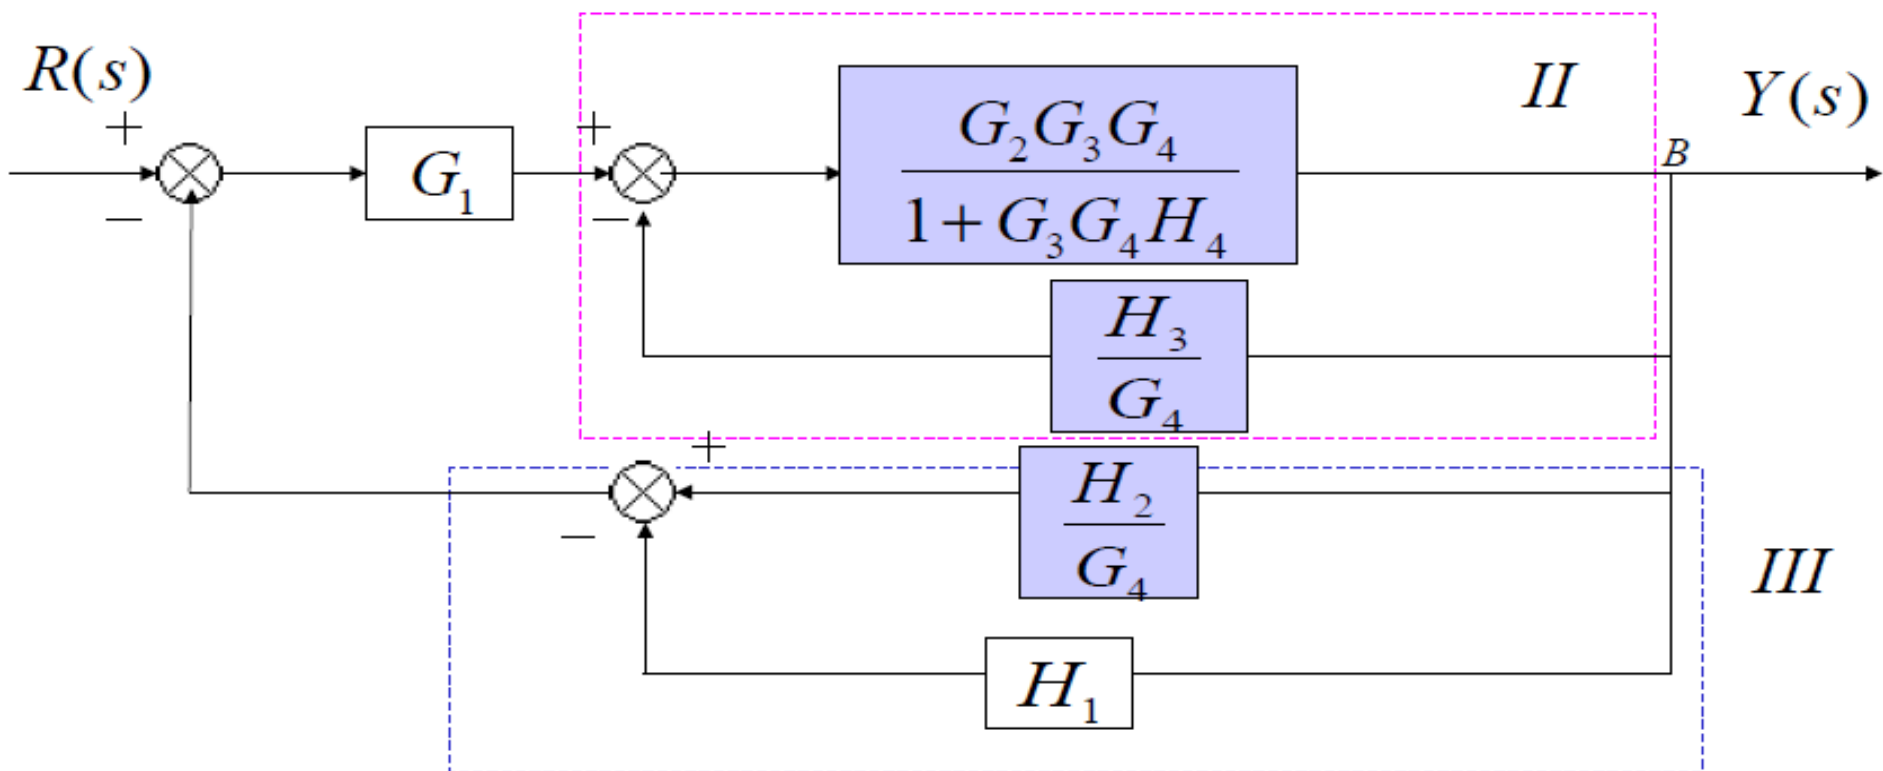 R(s)
+
−
G₁
+
−
G₂G₃G₄
1+G₃G₄H₄
II
B
Y(s)
H₃
G₄
+
−
H₂
G₄
III
H₁